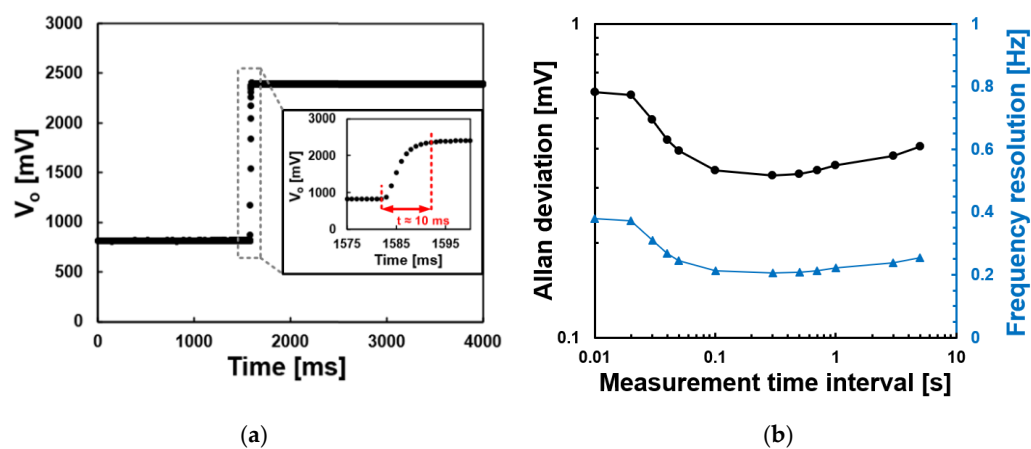 3000
2500
2000
1500
1000
500
0
Vo [mV]
0 1000 2000 3000 4000
Time [ms]
3000
2000
1000
0
Vo [mV]
t ≈ 10 ms
1575 1585 1595
Time [ms]
(a)
1
0.1
Allan deviation [mV]
0.01 0.1 1 10
Measurement time interval [s]
1
0.8
0.6
0.4
0.2
0
Frequency resolution [Hz]
(b)